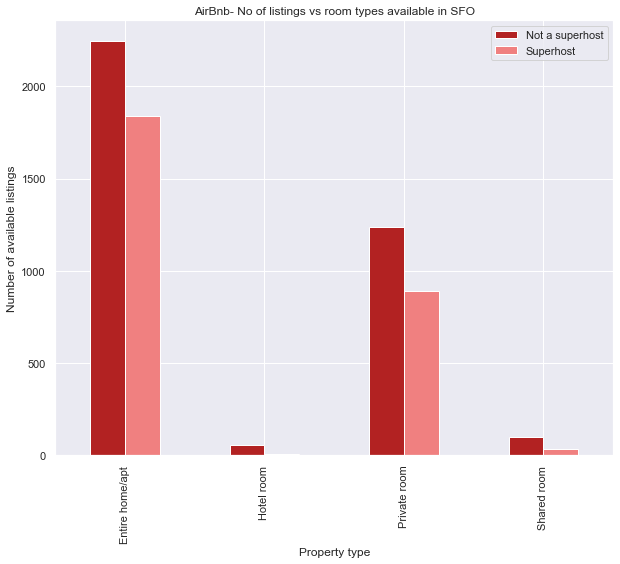 AirBnb- No of listings vs room types available in SFO
Not a superhost
Superhost
Number of available listings
2000
1500
1000
500
0
Entire home/apt
Hotel room
Private room
Shared room
Property type